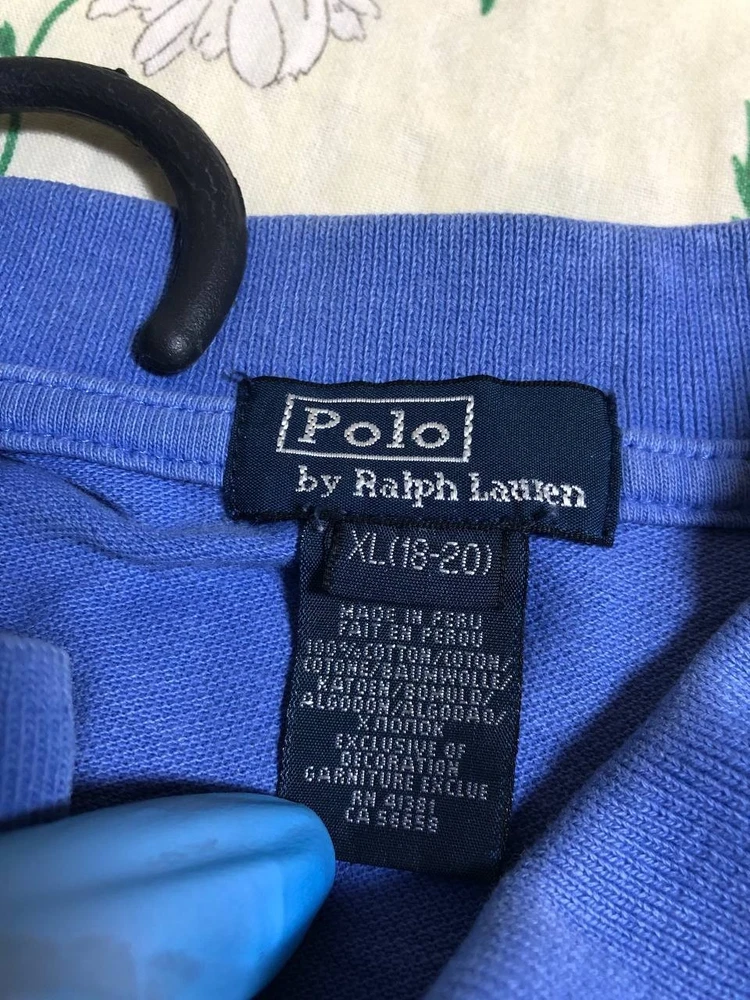 Polo
by Ralph Lauren
XL(18-20)
MADE IN PERU
FAIT EN PEROU
100%COTTON/COTON/
COTONE/BAUMWOLLE/
KATOEN/BOMULD/
ALGODON/ALGODAO/
ХЛОПОК
EXCLUSIVE OF
DECORATION
GARNITURE EXCLUE
RN 41381
CA 56658